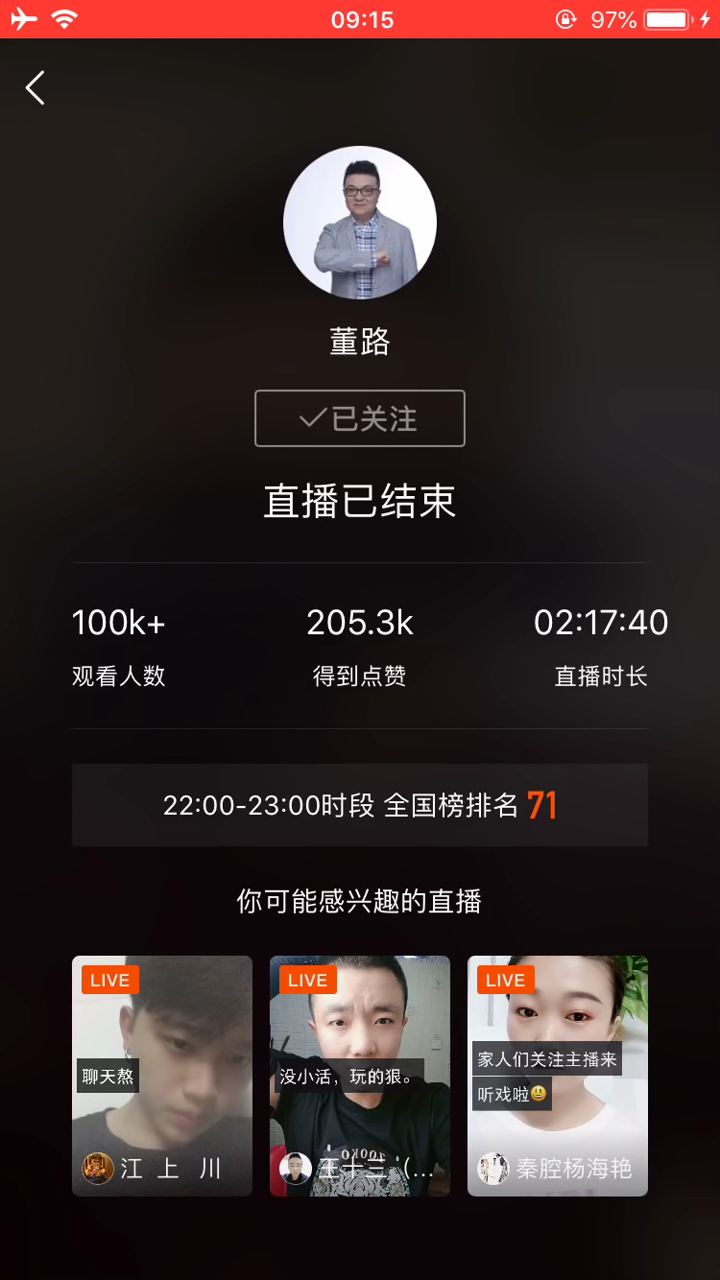 09:15
97%
董路
已关注
直播已结束
100k+
205.3k
02:17:40
观看人数
得到点赞
直播时长
22:00-23:00时段 全国榜排名 71
你可能感兴趣的直播
LIVE
LIVE
LIVE
聊天熬
没小活，玩的狠。
家人们关注主播来
听戏啦😃
江 上 川
王十三（...
秦腔杨海艳